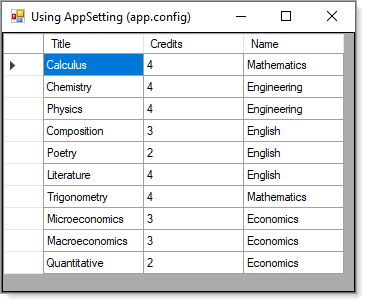 Using AppSetting (app.config)
Title Credits Name
Calculus 4 Mathematics
Chemistry 4 Engineering
Physics 4 Engineering
Composition 3 English
Poetry 2 English
Literature 4 English
Trigonometry 4 Mathematics
Microeconomics 3 Economics
Macroeconomics 3 Economics
Quantitative 2 Economics